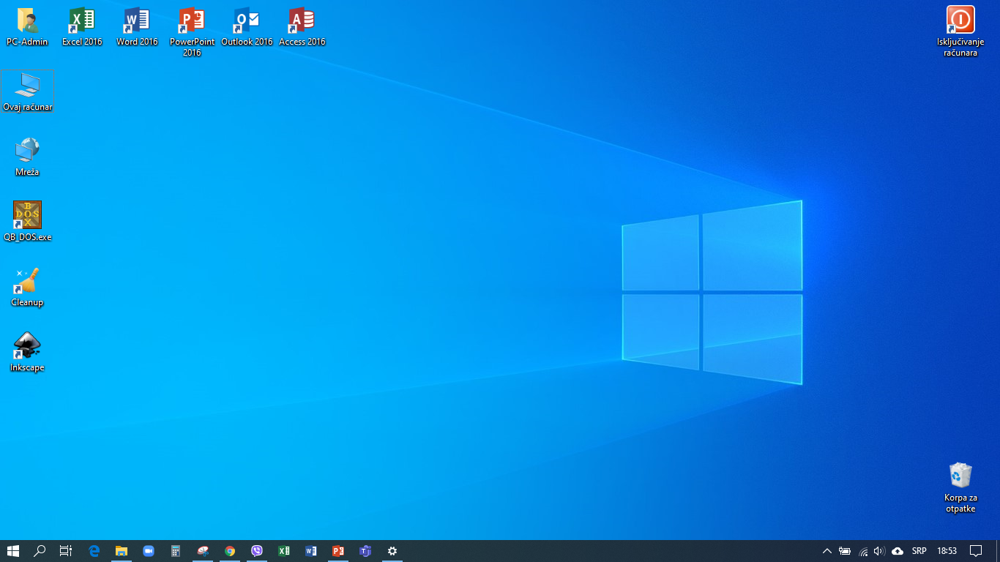 PC-Admin
Excel 2016
Word 2016
PowerPoint
2016
Outlook 2016
Access 2016
Isključivanje
računara
Ovaj računar
Mreža
QB_DOS.exe
Cleanup
Inkscape
Korpa za
otpatke
SRP
18:53